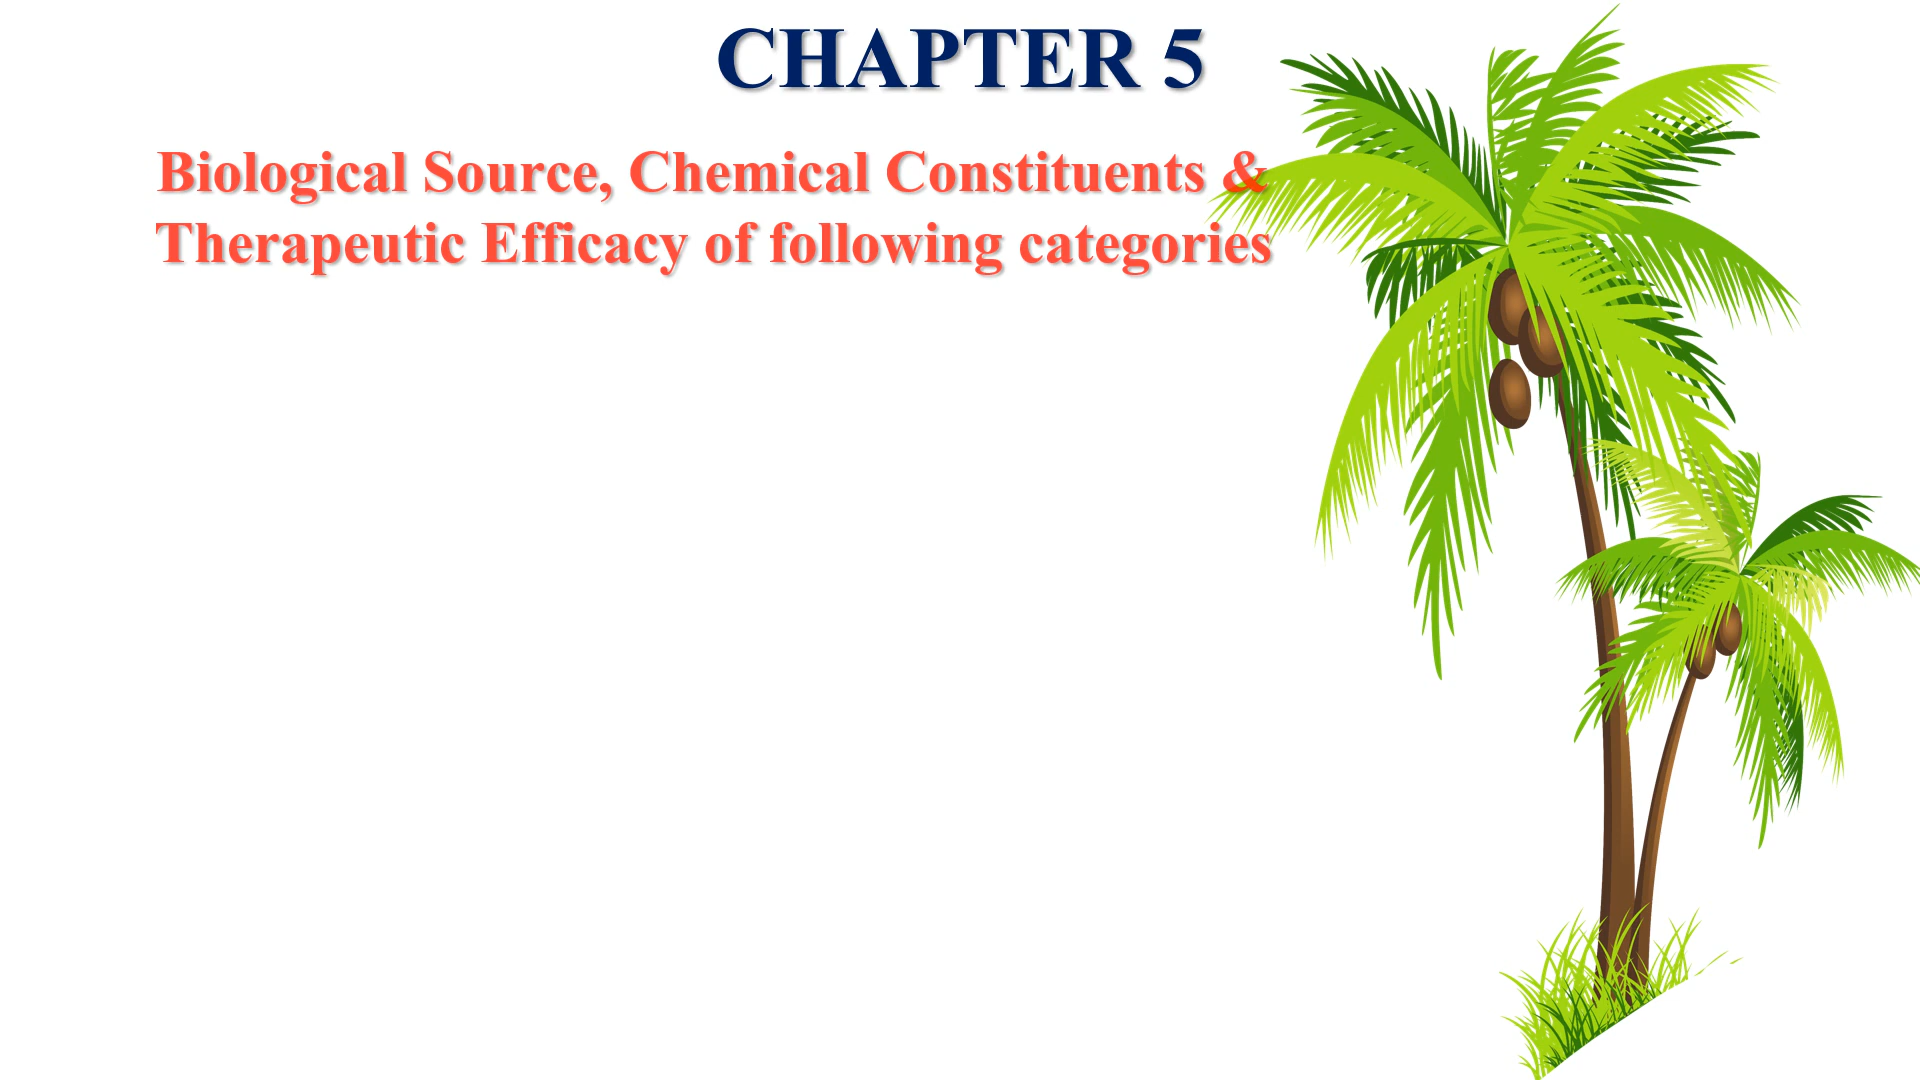 CHAPTER 5
Biological Source, Chemical Constituents &
Therapeutic Efficacy of following categories